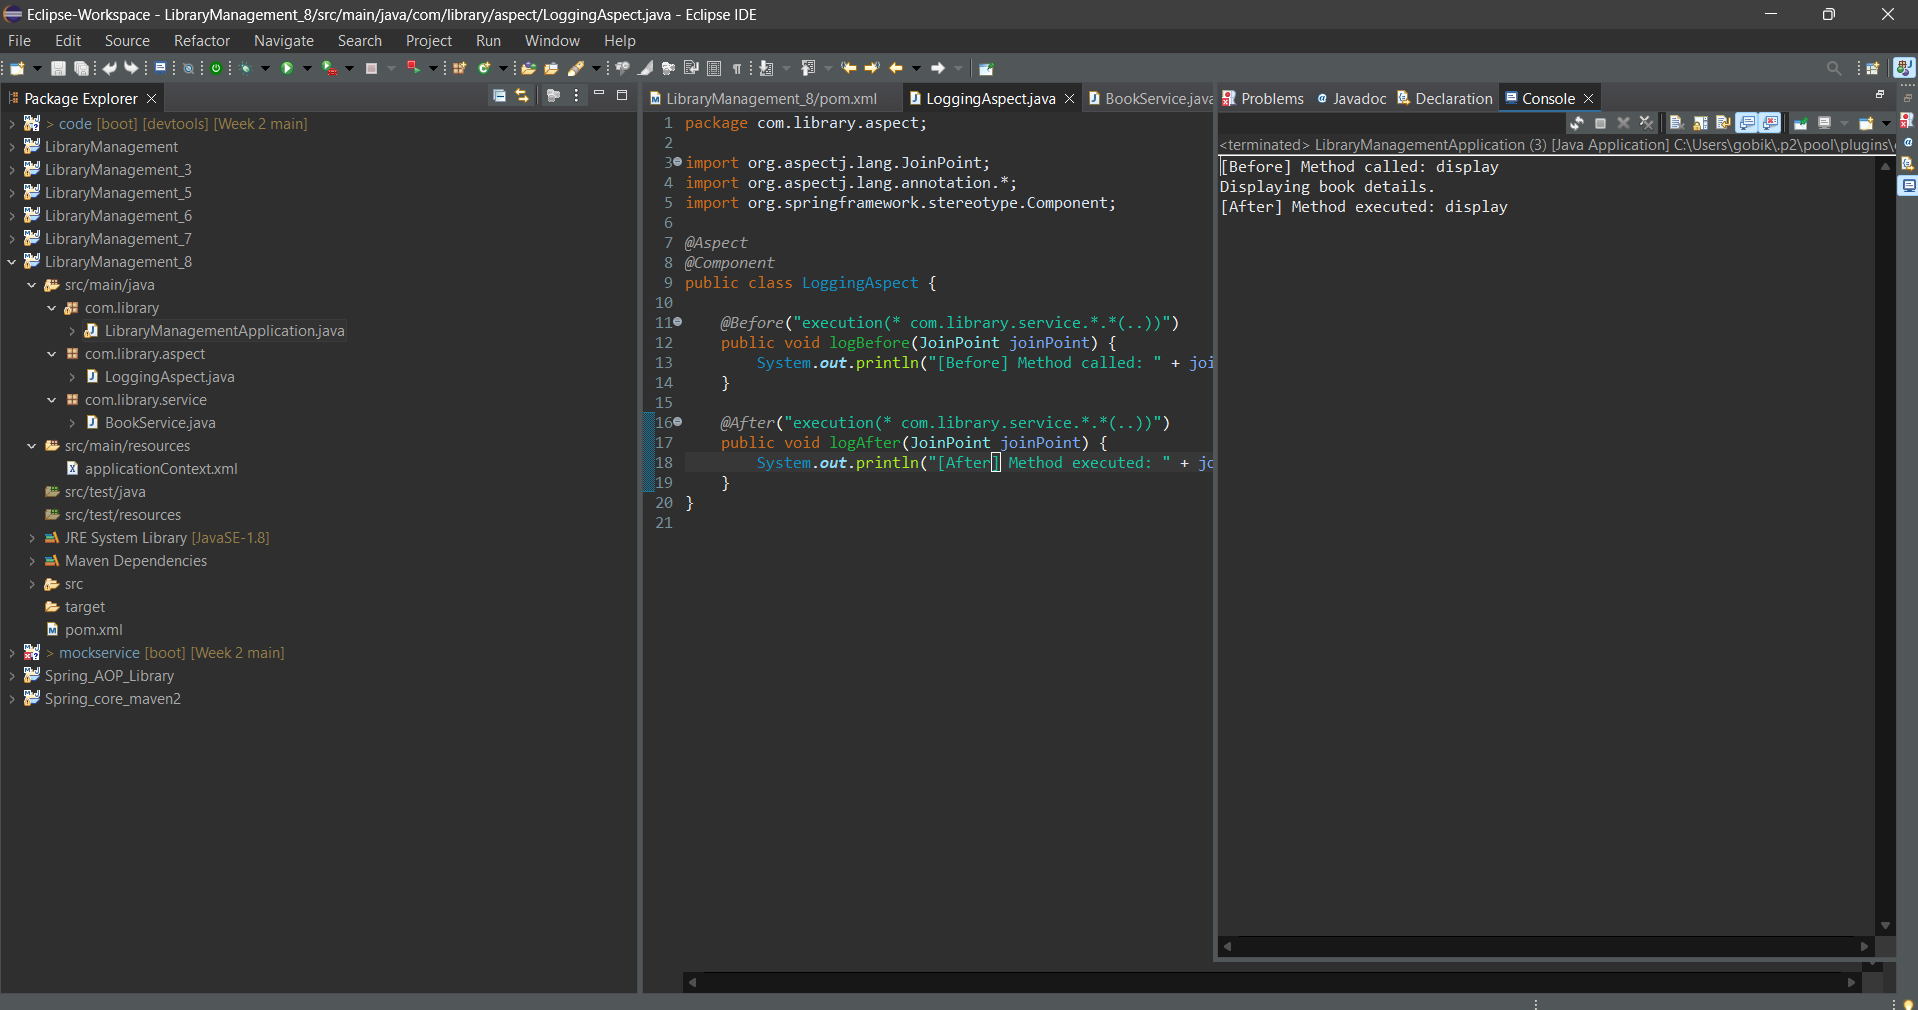 Eclipse-Workspace - LibraryManagement_8/src/main/java/com/library/aspect/LoggingAspect.java - Eclipse IDE
File Edit Source Refactor Navigate Search Project Run Window Help
Package Explorer
> code [boot] [devtools] [Week 2 main]
LibraryManagement
LibraryManagement_3
LibraryManagement_5
LibraryManagement_6
LibraryManagement_7
LibraryManagement_8
src/main/java
com.library
LibraryManagementApplication.java
com.library.aspect
LoggingAspect.java
com.library.service
BookService.java
src/main/resources
applicationContext.xml
src/test/java
src/test/resources
JRE System Library [JavaSE-1.8]
Maven Dependencies
src
target
pom.xml
> mockservice [boot] [Week 2 main]
Spring_AOP_Library
Spring_core_maven2
LibraryManagement_8/pom.xml LoggingAspect.java BookService.java
1 package com.library.aspect;
2
3 import org.aspectj.lang.JoinPoint;
4 import org.aspectj.lang.annotation.*;
5 import org.springframework.stereotype.Component;
6
7 @Aspect
8 @Component
9 public class LoggingAspect {
10
11 @Before("execution(* com.library.service.*.*(..))")
12 public void logBefore(JoinPoint joinPoint) {
13 System.out.println("[Before] Method called: " + joi
14 }
15
16 @After("execution(* com.library.service.*.*(..))")
17 public void logAfter(JoinPoint joinPoint) {
18 System.out.println("[After] Method executed: " + jo
19 }
20 }
21
Problems Javadoc Declaration Console
<terminated> LibraryManagementApplication (3) [Java Application] C:\Users\gobik\.p2\pool\plugins\
[Before] Method called: display
Displaying book details.
[After] Method executed: display